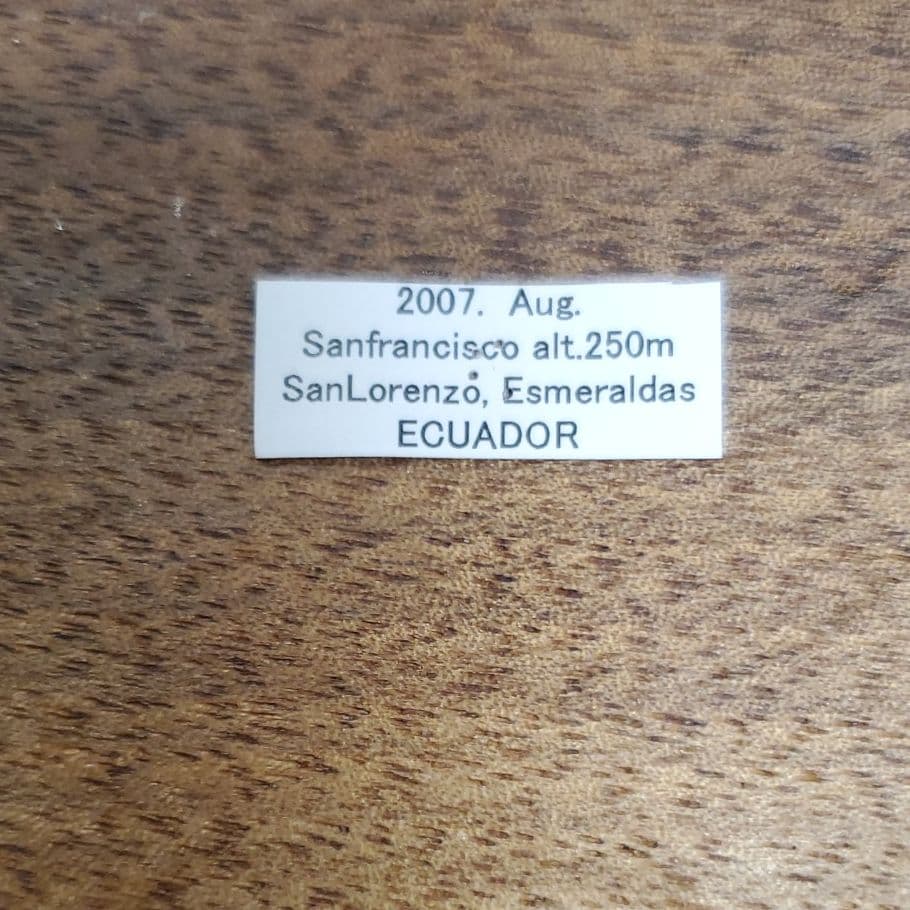 2007. Aug.
Sanfrancisco alt.250m
SanLorenzo, Esmeraldas
ECUADOR